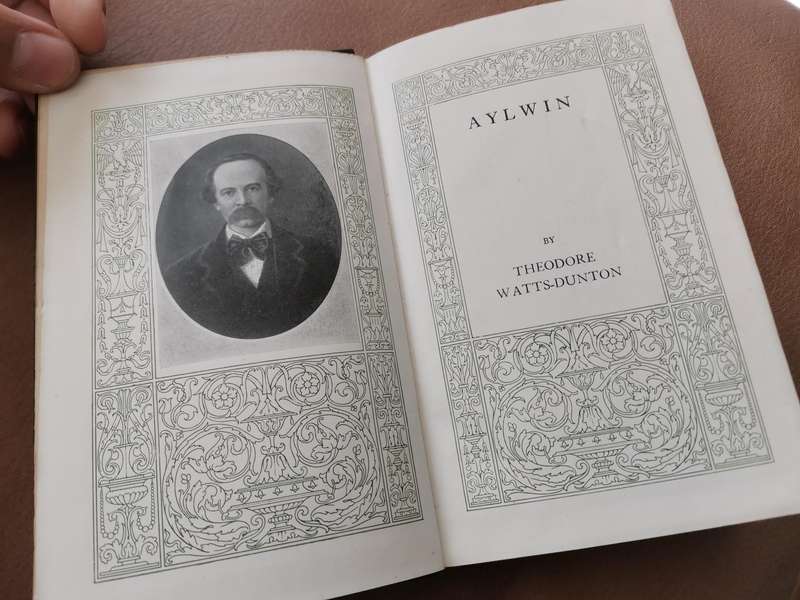 AYLWIN
BY
THEODORE
WATTS-DUNTON